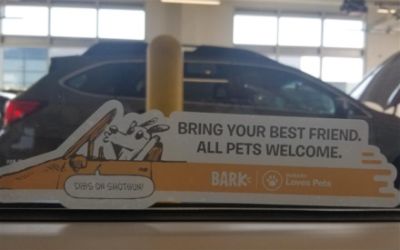 BRING YOUR BEST FRIEND.
ALL PETS WELCOME.
DIBS ON SHOTGUN!
BARK
Loves Pets